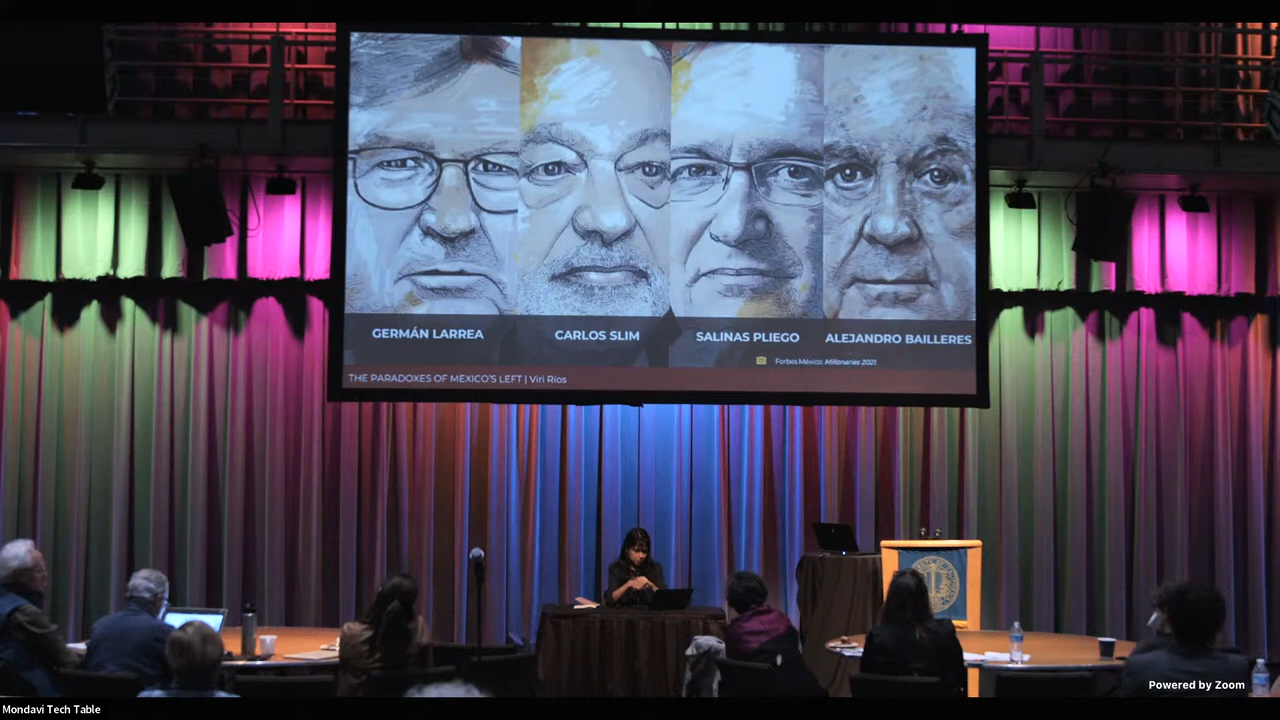 GERMÁN LARREA
CARLOS SLIM
SALINAS PLIEGO
ALEJANDRO BAILLERES
Forbes México: Millonarios 2021.
THE PARADOXES OF MEXICO'S LEFT | Viri Ríos
Powered by Zoom
Mondavi Tech Table